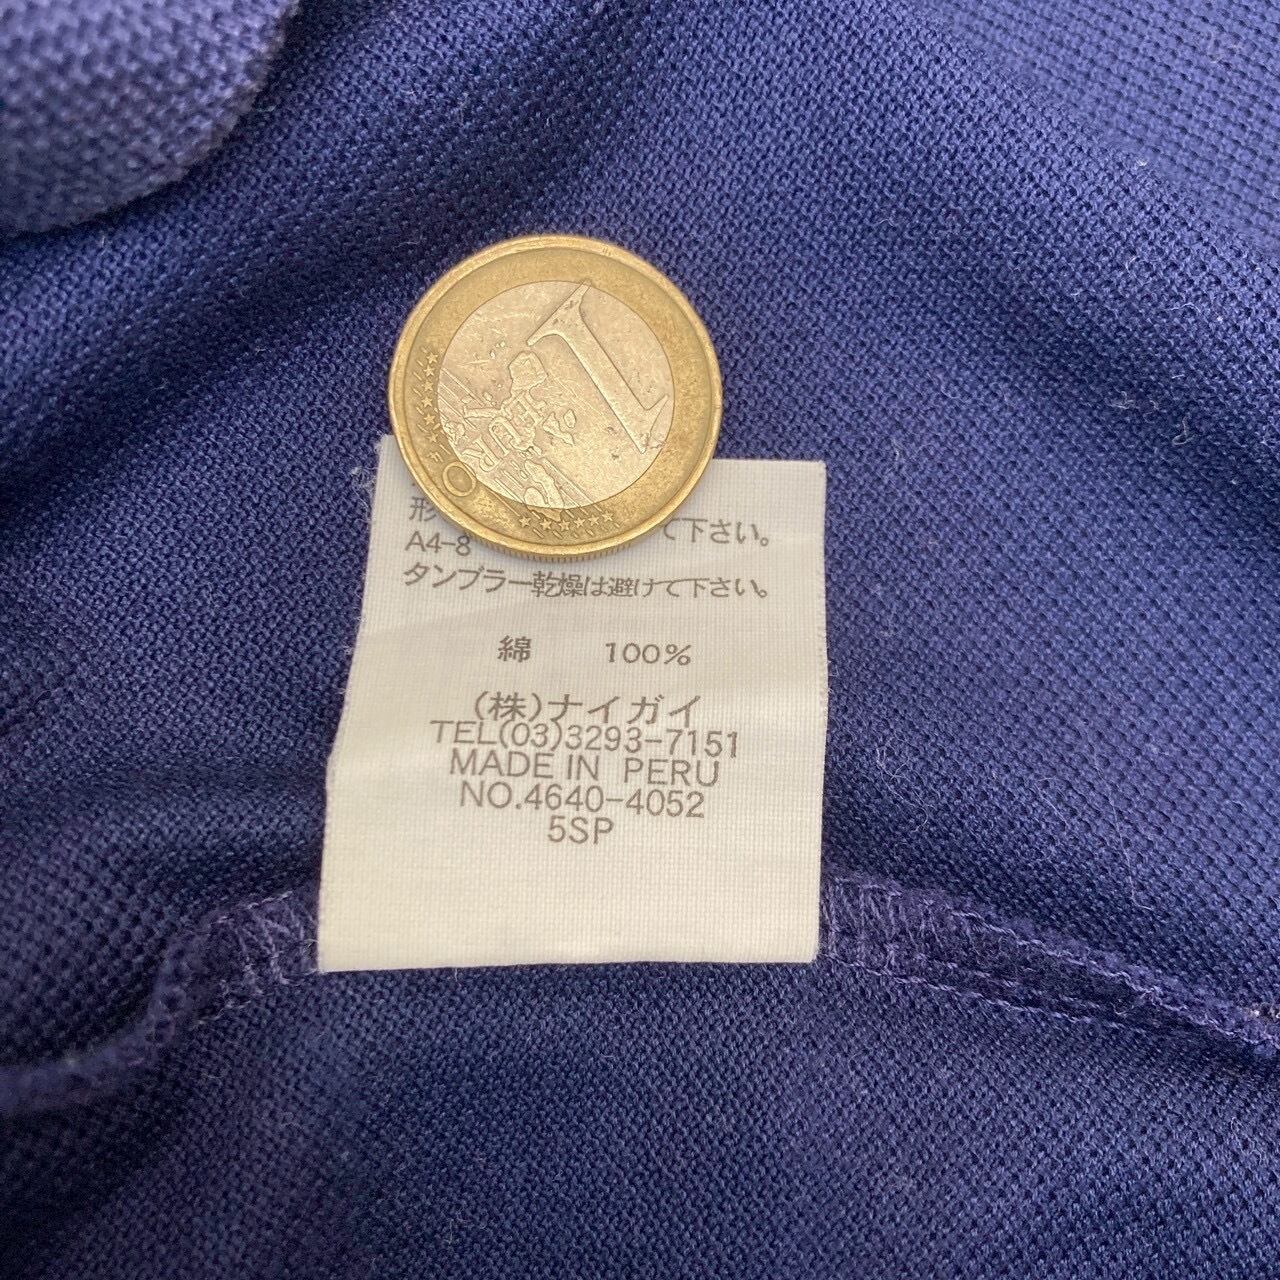 1
EURO
形 て下さい。
A4-8
タンブラー乾燥は避けて下さい。
綿 100%
(株)ナイガイ
TEL(03)3293-7151
MADE IN PERU
NO.4640-4052
5SP